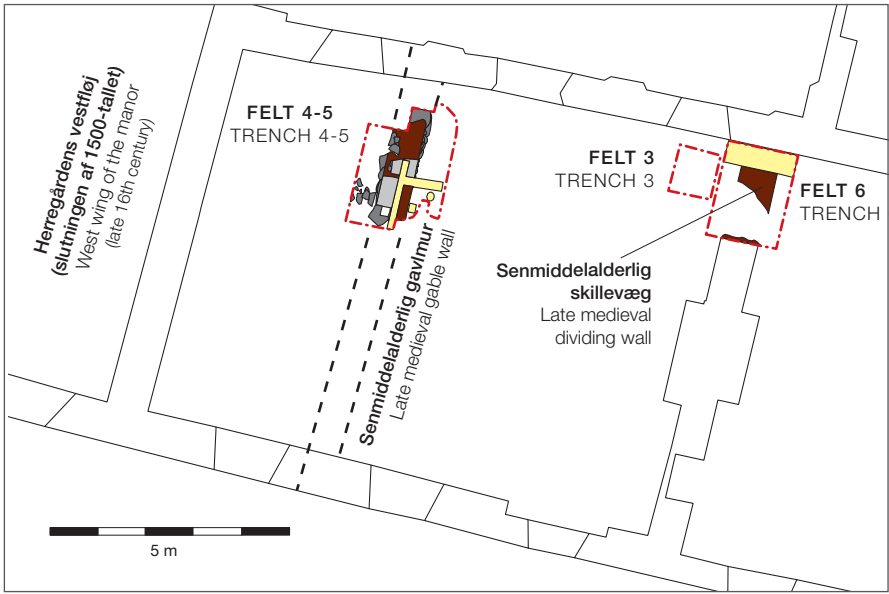 Herregårdens vestfløj
(slutningen af 1500-tallet)
West wing of the manor
(late 16th century)
FELT 4-5
TRENCH 4-5
Senmiddelalderlig gavlmur
Late medieval gable wall
FELT 3
TRENCH 3
FELT 6
TRENCH
Senmiddelalderlig
skillevæg
Late medieval
dividing wall
5 m